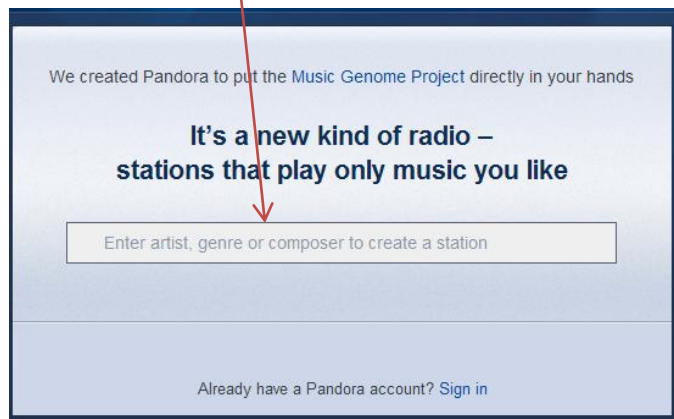 We created Pandora to put the Music Genome Project directly in your hands
It's a new kind of radio –
stations that play only music you like
Enter artist, genre or composer to create a station
Already have a Pandora account? Sign in